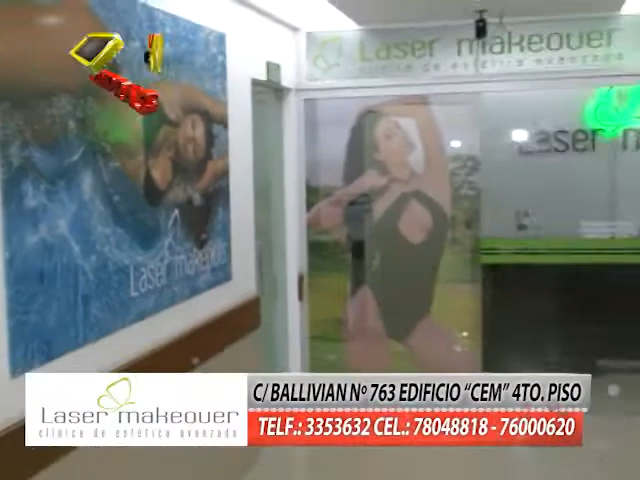 Laser makeover
clínica de estética avanzada
Laser
Laser makeover
Laser makeover
clínica de estética avanzada
C/ BALLIVIAN Nº 763 EDIFICIO “CEM” 4TO. PISO
TELF.: 3353632 CEL.: 78048818 - 76000620